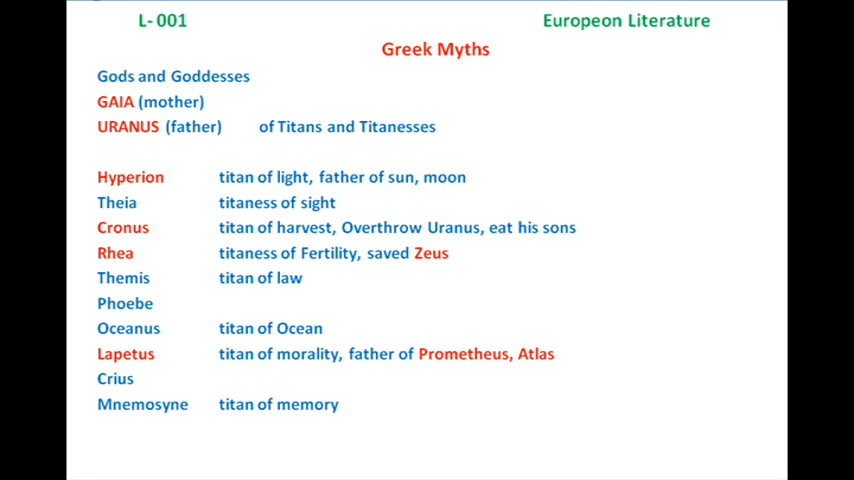 L- 001 Europeon Literature
Greek Myths
Gods and Goddesses
GAIA (mother)
URANUS (father) of Titans and Titanesses
Hyperion titan of light, father of sun, moon
Theia titaness of sight
Cronus titan of harvest, Overthrow Uranus, eat his sons
Rhea titaness of Fertility, saved Zeus
Themis titan of law
Phoebe
Oceanus titan of Ocean
Lapetus titan of morality, father of Prometheus, Atlas
Crius
Mnemosyne titan of memory